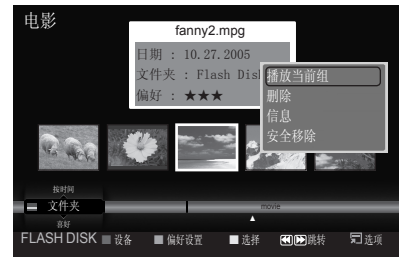 电影
fanny2.mpg
日期 : 10.27.2005
文件夹 : Flash Dis
偏好 : ★★★
播放当前组
删除
信息
安全移除
按时间
文件夹
喜好
movie
FLASH DISK 设备 偏好设置 选择 跳转 选项